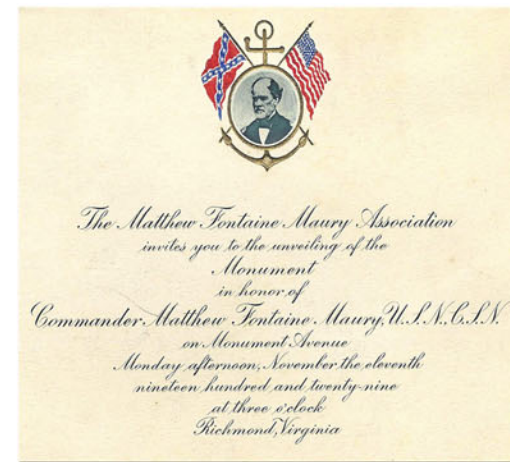 The Matthew Fontaine Maury Association
invites you to the unveiling of the
Monument
in honor of
Commander Matthew Fontaine Maury, U.S.N., C.S.N.
on Monument Avenue
Monday afternoon, November the eleventh
nineteen hundred and twenty-nine
at three o'clock
Richmond, Virginia